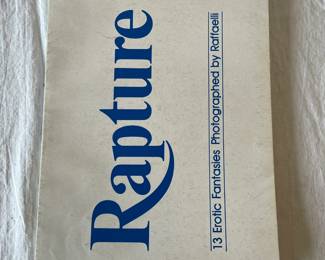 Rapture
13 Erotic Fantasies Photographed by Raffaelli